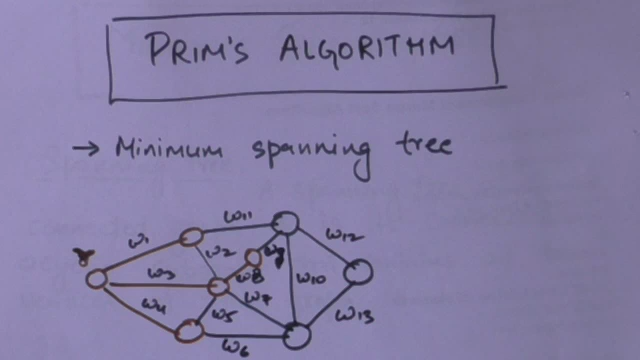 PRIM'S ALGORITHM
→ Minimum spanning tree
w11
w1 w2 w9 w12
w3 w8 w10
w4 w5 w7 w13
w6